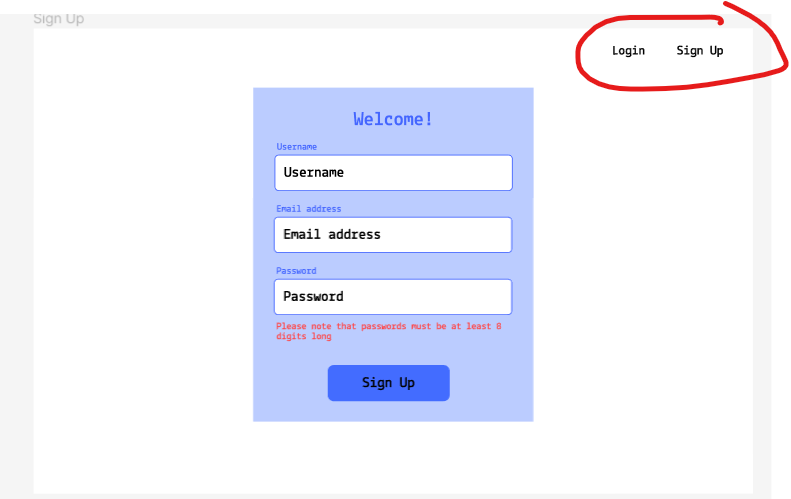 Sign Up
Login Sign Up
Welcome!
Username
Username
Email address
Email address
Password
Password
Please note that passwords must be at least 8
digits long
Sign Up